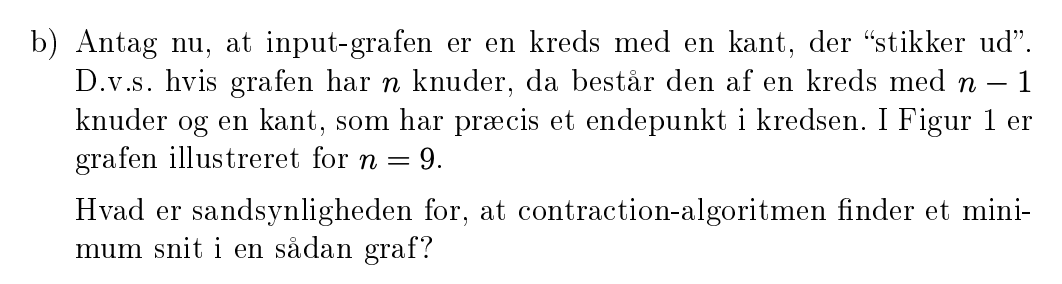 b) Antag nu, at input-grafen er en kreds med en kant, der “stikker ud”.
D.v.s. hvis grafen har n knuder, da består den af en kreds med n − 1
knuder og en kant, som har præcis et endepunkt i kredsen. I Figur 1 er
grafen illustreret for n = 9.
Hvad er sandsynligheden for, at contraction-algoritmen finder et mini-
mum snit i en sådan graf?